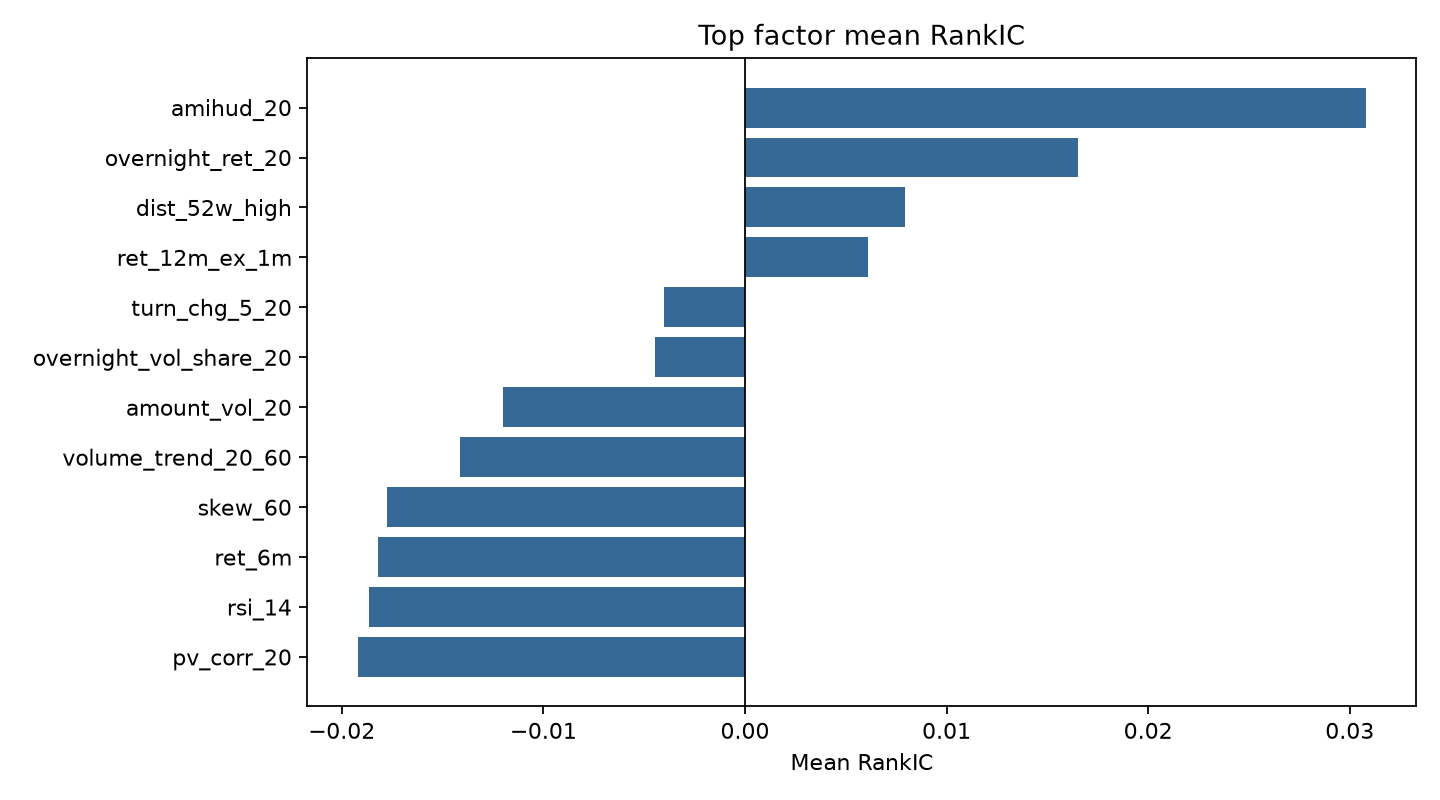 Top factor mean RankIC
amihud_20
overnight_ret_20
dist_52w_high
ret_12m_ex_1m
turn_chg_5_20
overnight_vol_share_20
amount_vol_20
volume_trend_20_60
skew_60
ret_6m
rsi_14
pv_corr_20
−0.02 −0.01 0.00 0.01 0.02 0.03
Mean RankIC